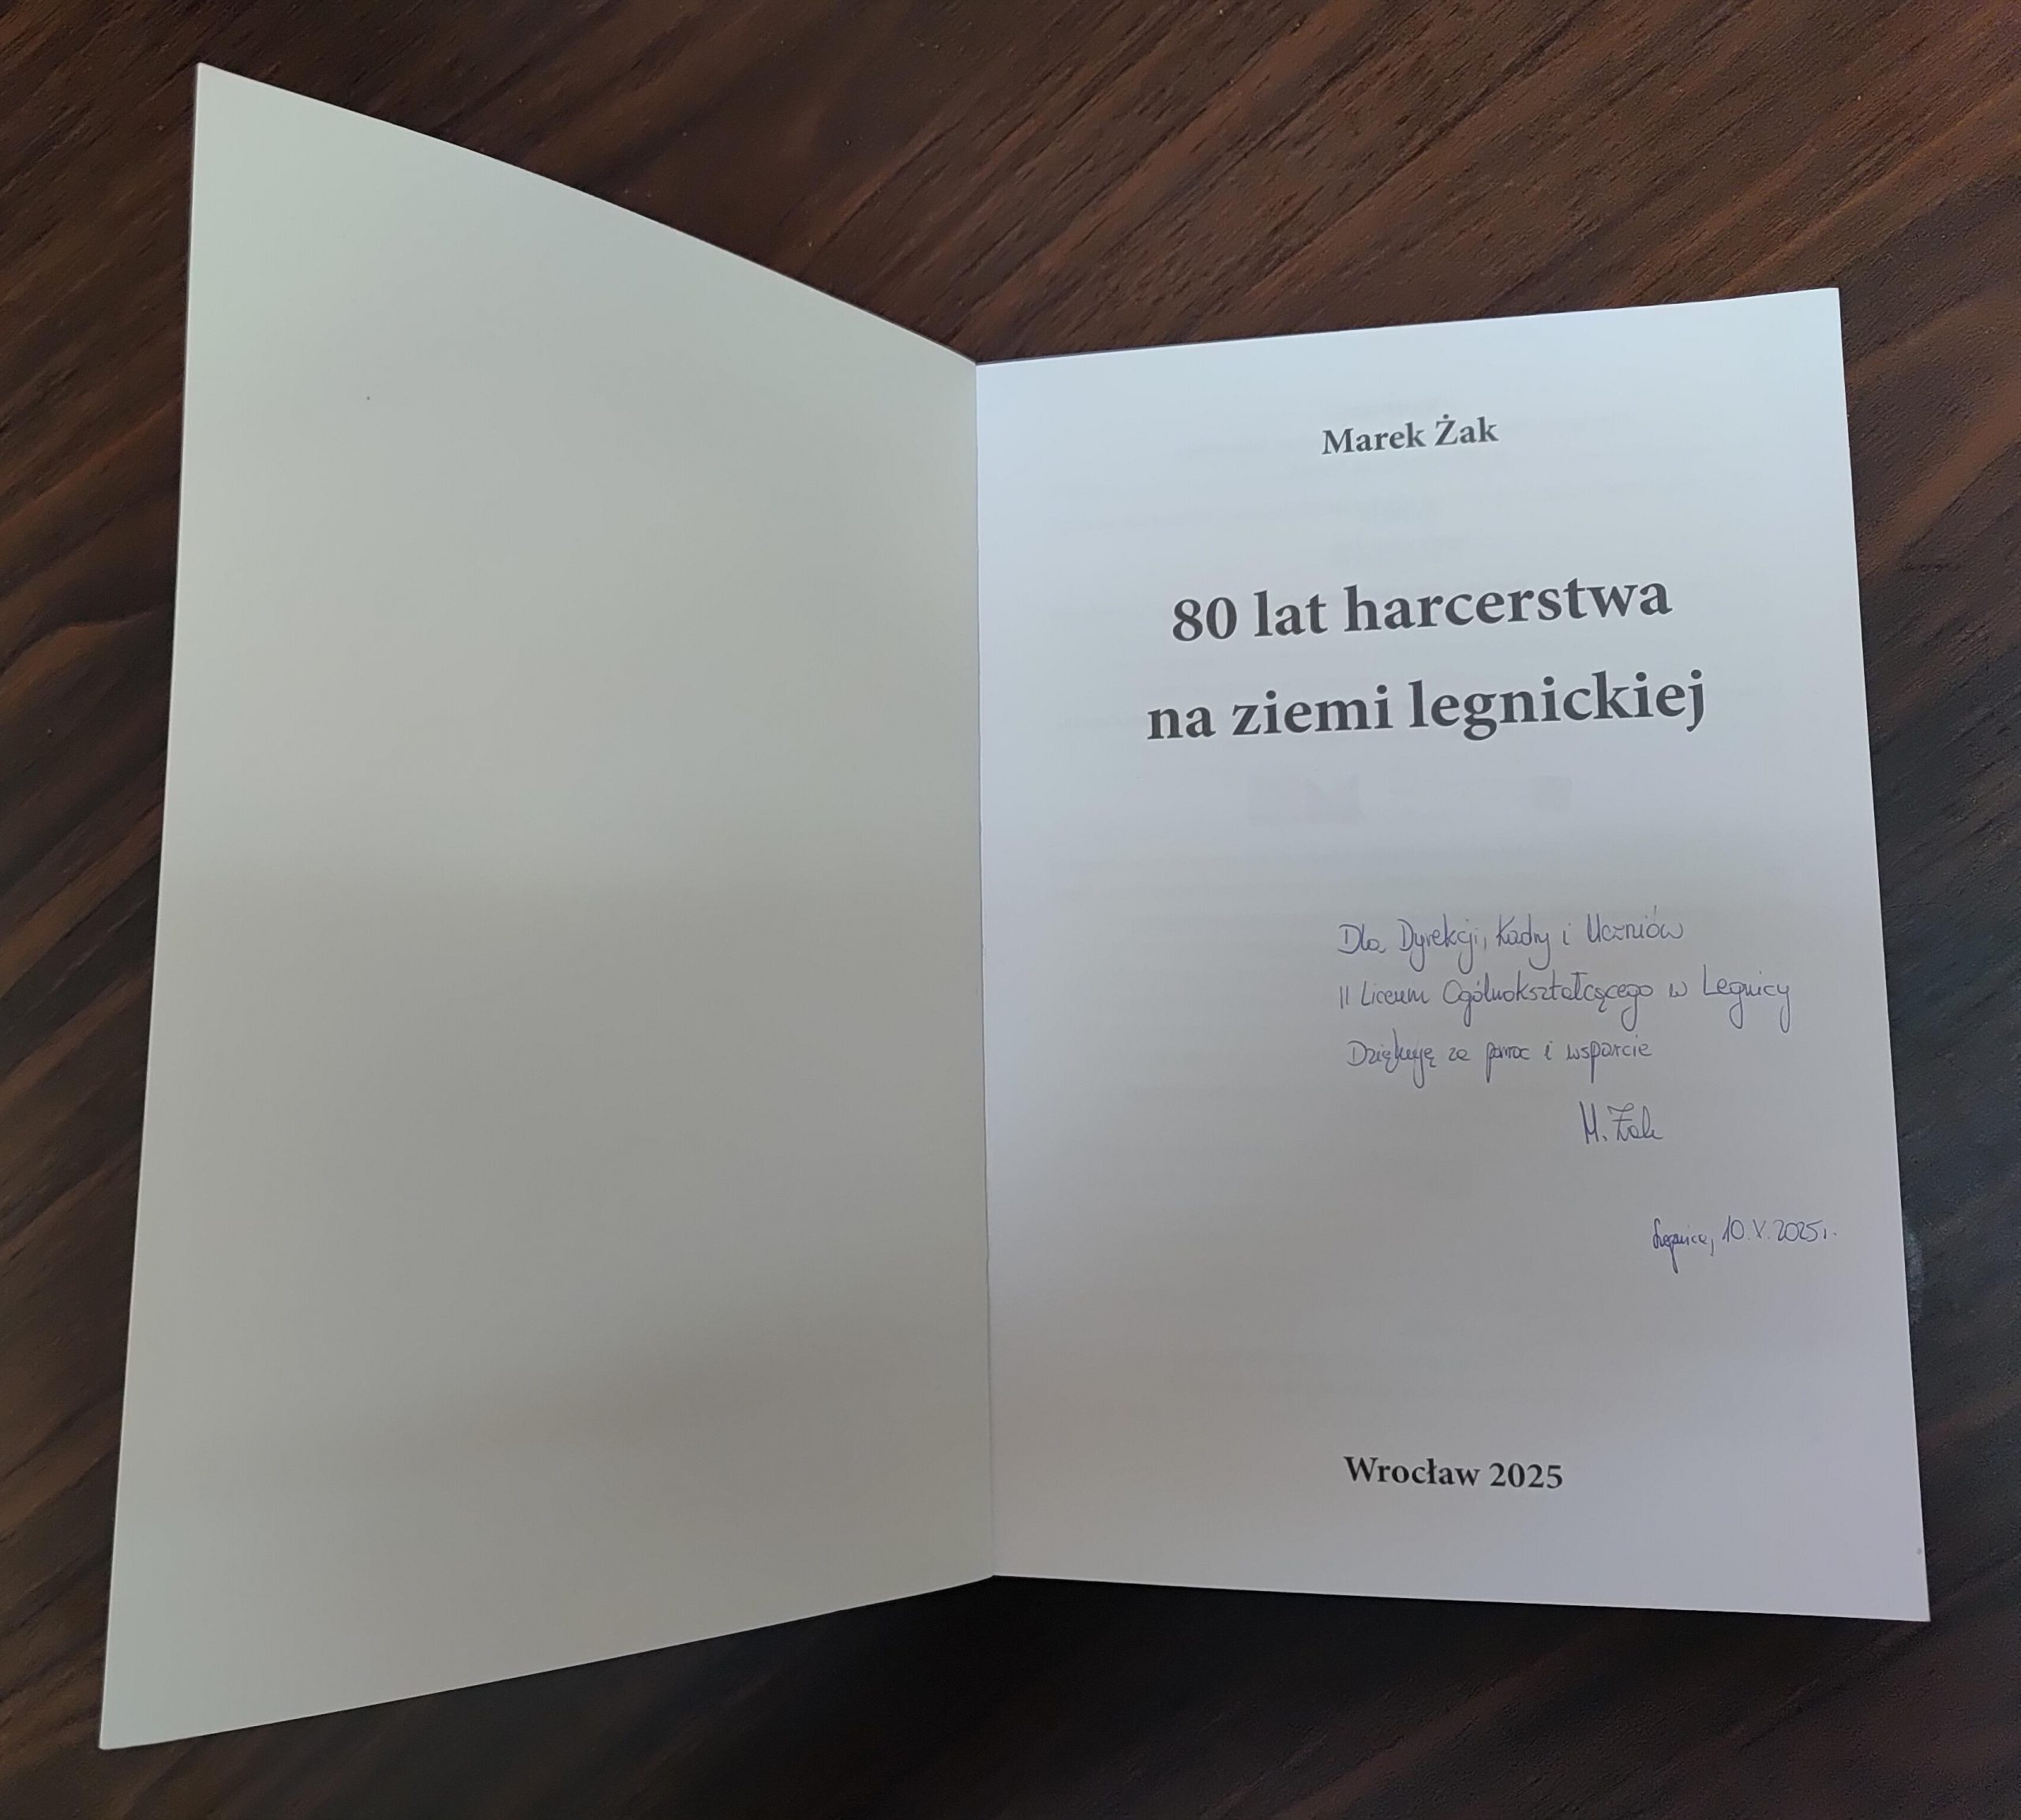 Marek Żak
80 lat harcerstwa
na ziemi legnickiej
Dla Dyrekcji, Kadry i Uczniów
II Liceum Ogólnokształcącego w Legnicy
Dziękuję za pomoc i wsparcie
M. Żak
Legnica, 10.V.2025r.
Wrocław 2025